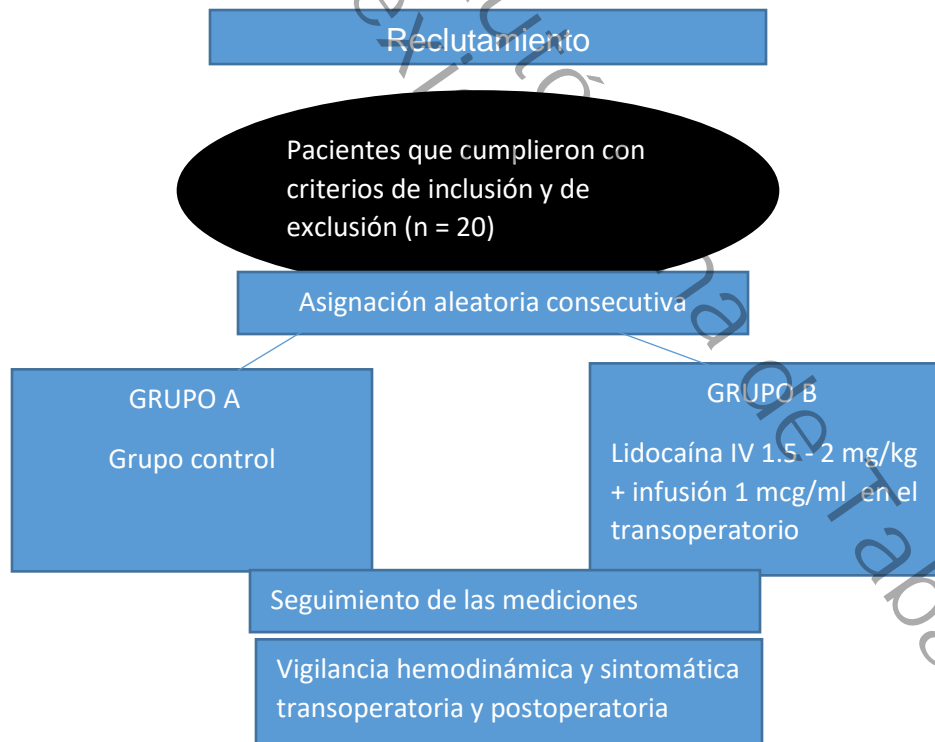 Reclutamiento
Pacientes que cumplieron con
criterios de inclusión y de
exclusión (n = 20)
Asignación aleatoria consecutiva
GRUPO A
Grupo control
GRUPO B
Lidocaína IV 1.5 - 2 mg/kg
+ infusión 1 mcg/ml en el
transoperatorio
Seguimiento de las mediciones
Vigilancia hemodinámica y sintomática
transoperatoria y postoperatoria